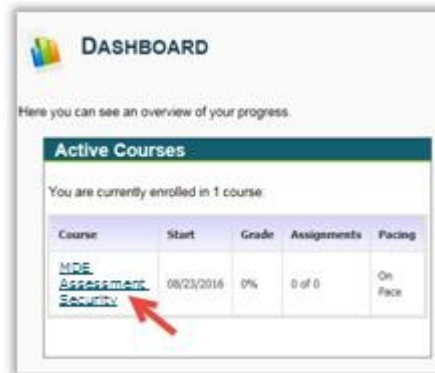 DASHBOARD
Here you can see an overview of your progress.
Active Courses
You are currently enrolled in 1 course:
Course Start Grade Assignments Pacing
MDE
Assessment
Security
08/23/2016 0% 0 of 0
On
Pace